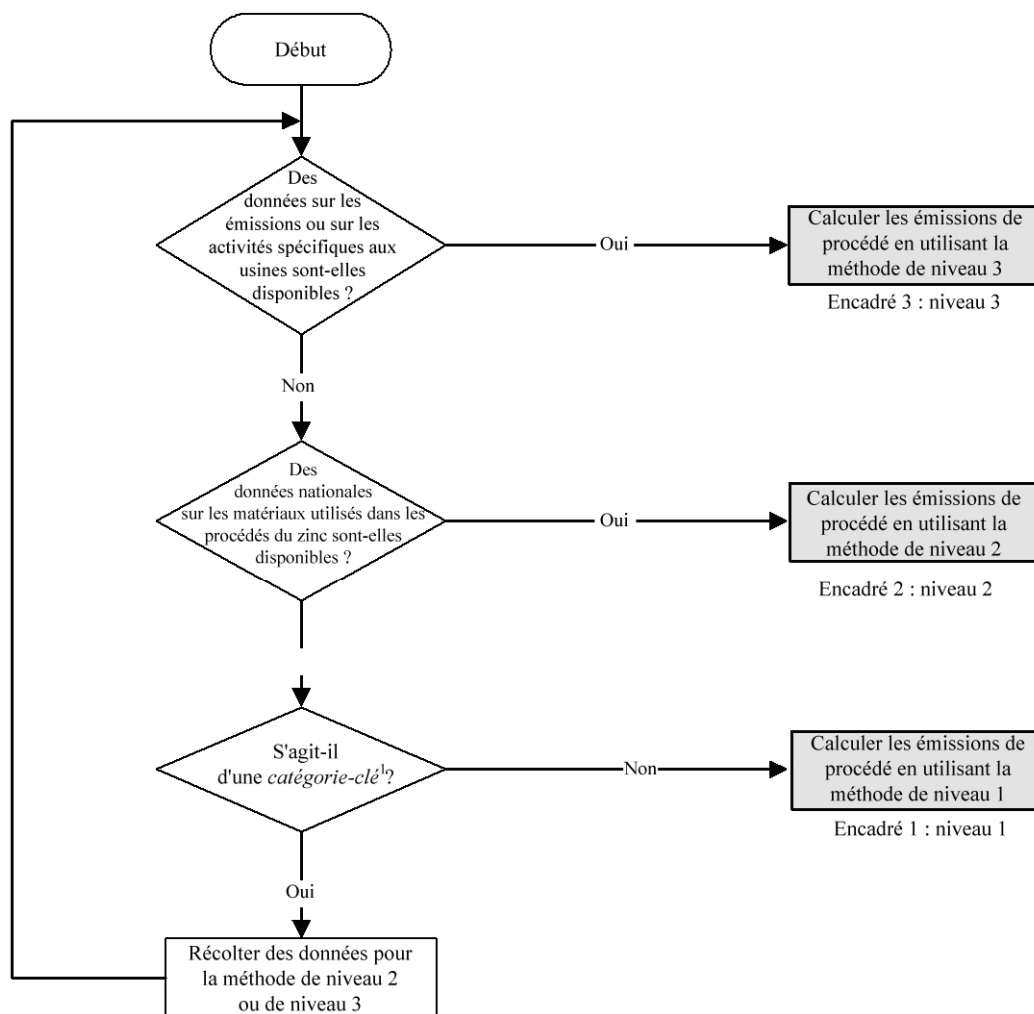 Début
Des
données sur les
émissions ou sur les
activités spécifiques aux
usines sont-elles
disponibles ?
Oui
Calculer les émissions de
procédé en utilisant la
méthode de niveau 3
Encadré 3 : niveau 3
Non
Des
données nationales
sur les matériaux utilisés dans les
procédés du zinc sont-elles
disponibles ?
Oui
Calculer les émissions de
procédé en utilisant la
méthode de niveau 2
Encadré 2 : niveau 2
S'agit-il
d'une catégorie-clé¹?
Non
Calculer les émissions de
procédé en utilisant la
méthode de niveau 1
Encadré 1 : niveau 1
Oui
Récolter des données pour
la méthode de niveau 2
ou de niveau 3